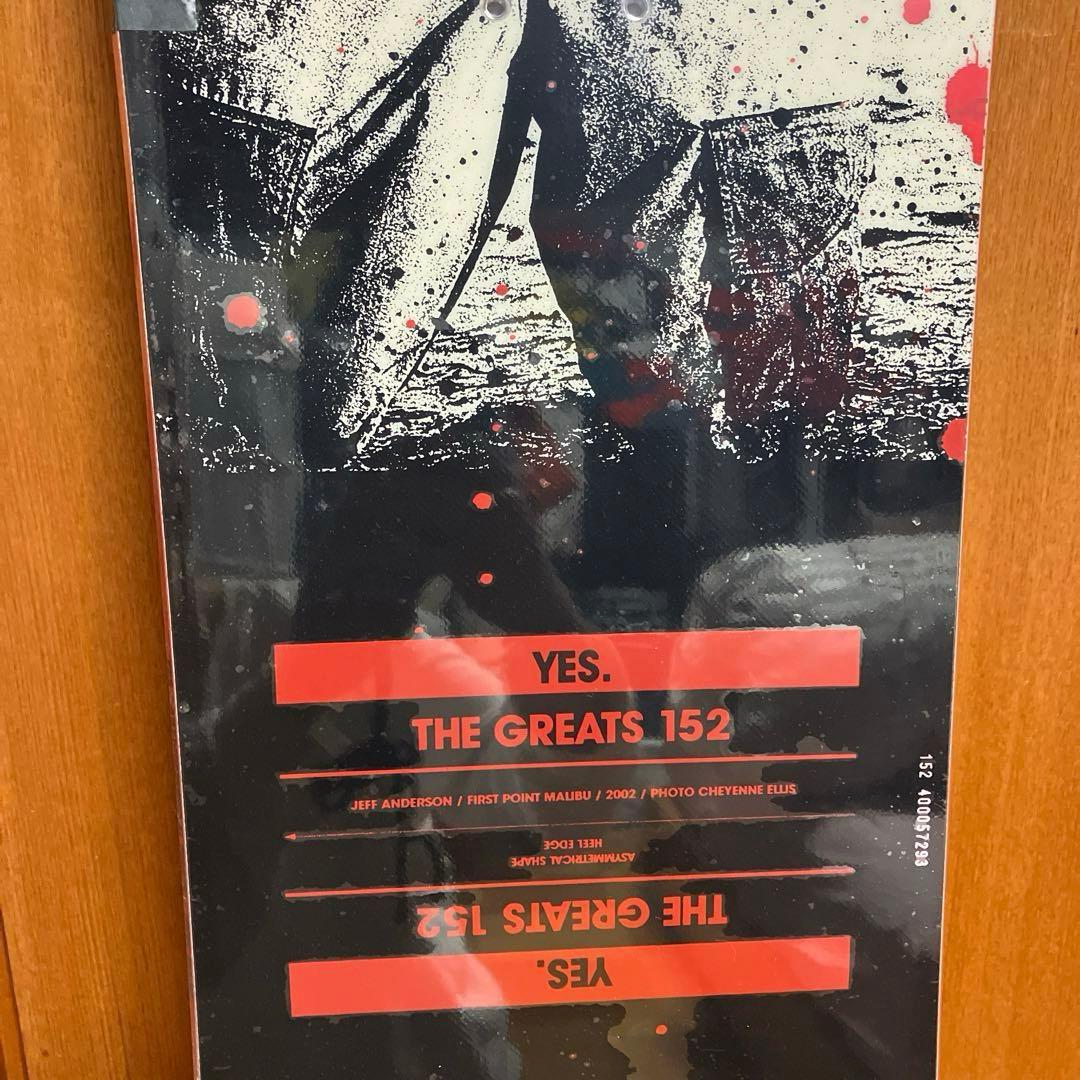 YES.
THE GREATS 152
JEFF ANDERSON / FIRST POINT MALIBU / 2002 / PHOTO CHEYENNE ELLIS
HEEL EDGE
ASYMMETRICAL SHAPE
THE GREATS 152
YES.
152 400057293